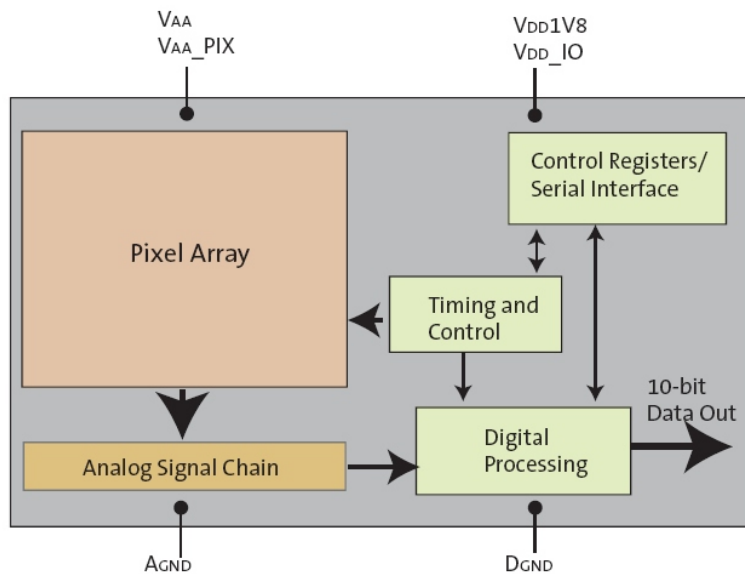 VAA
VAA_PIX
VDD1V8
VDD_IO
Control Registers/
Serial Interface
Pixel Array
Timing and
Control
10-bit
Data Out
Digital
Processing
Analog Signal Chain
AGND
DGND